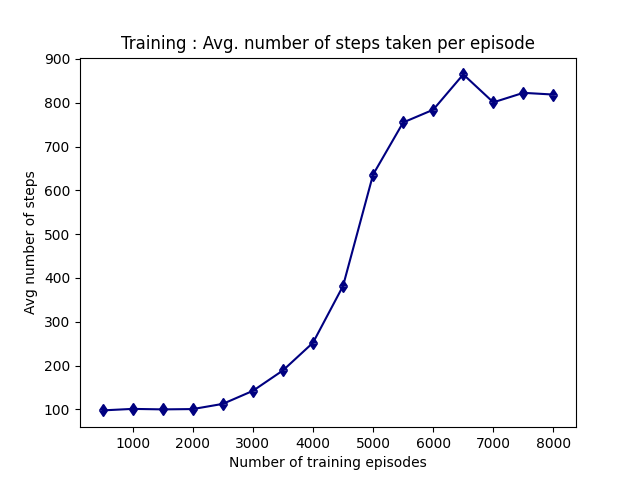 Training : Avg. number of steps taken per episode
900
800
700
600
500
400
300
200
100
Avg number of steps
1000 2000 3000 4000 5000 6000 7000 8000
Number of training episodes